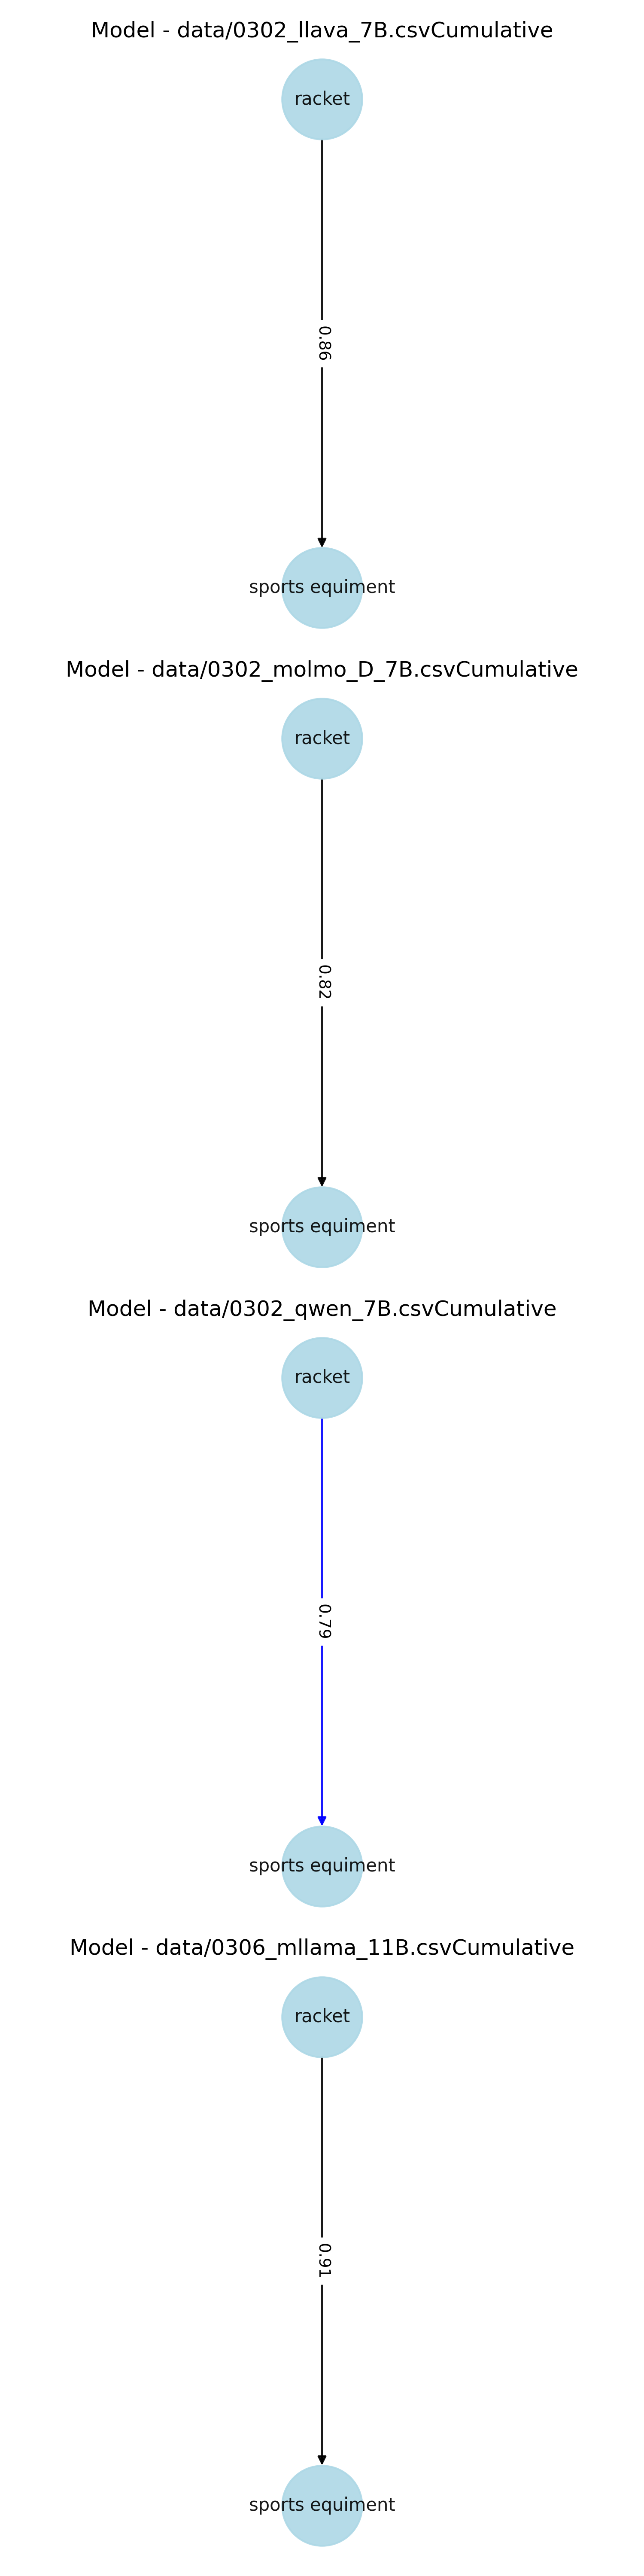 Model - data/0302_llava_7B.csvCumulative
racket
0.86
sports equiment
Model - data/0302_molmo_D_7B.csvCumulative
racket
0.82
sports equiment
Model - data/0302_qwen_7B.csvCumulative
racket
0.79
sports equiment
Model - data/0306_mllama_11B.csvCumulative
racket
0.91
sports equiment